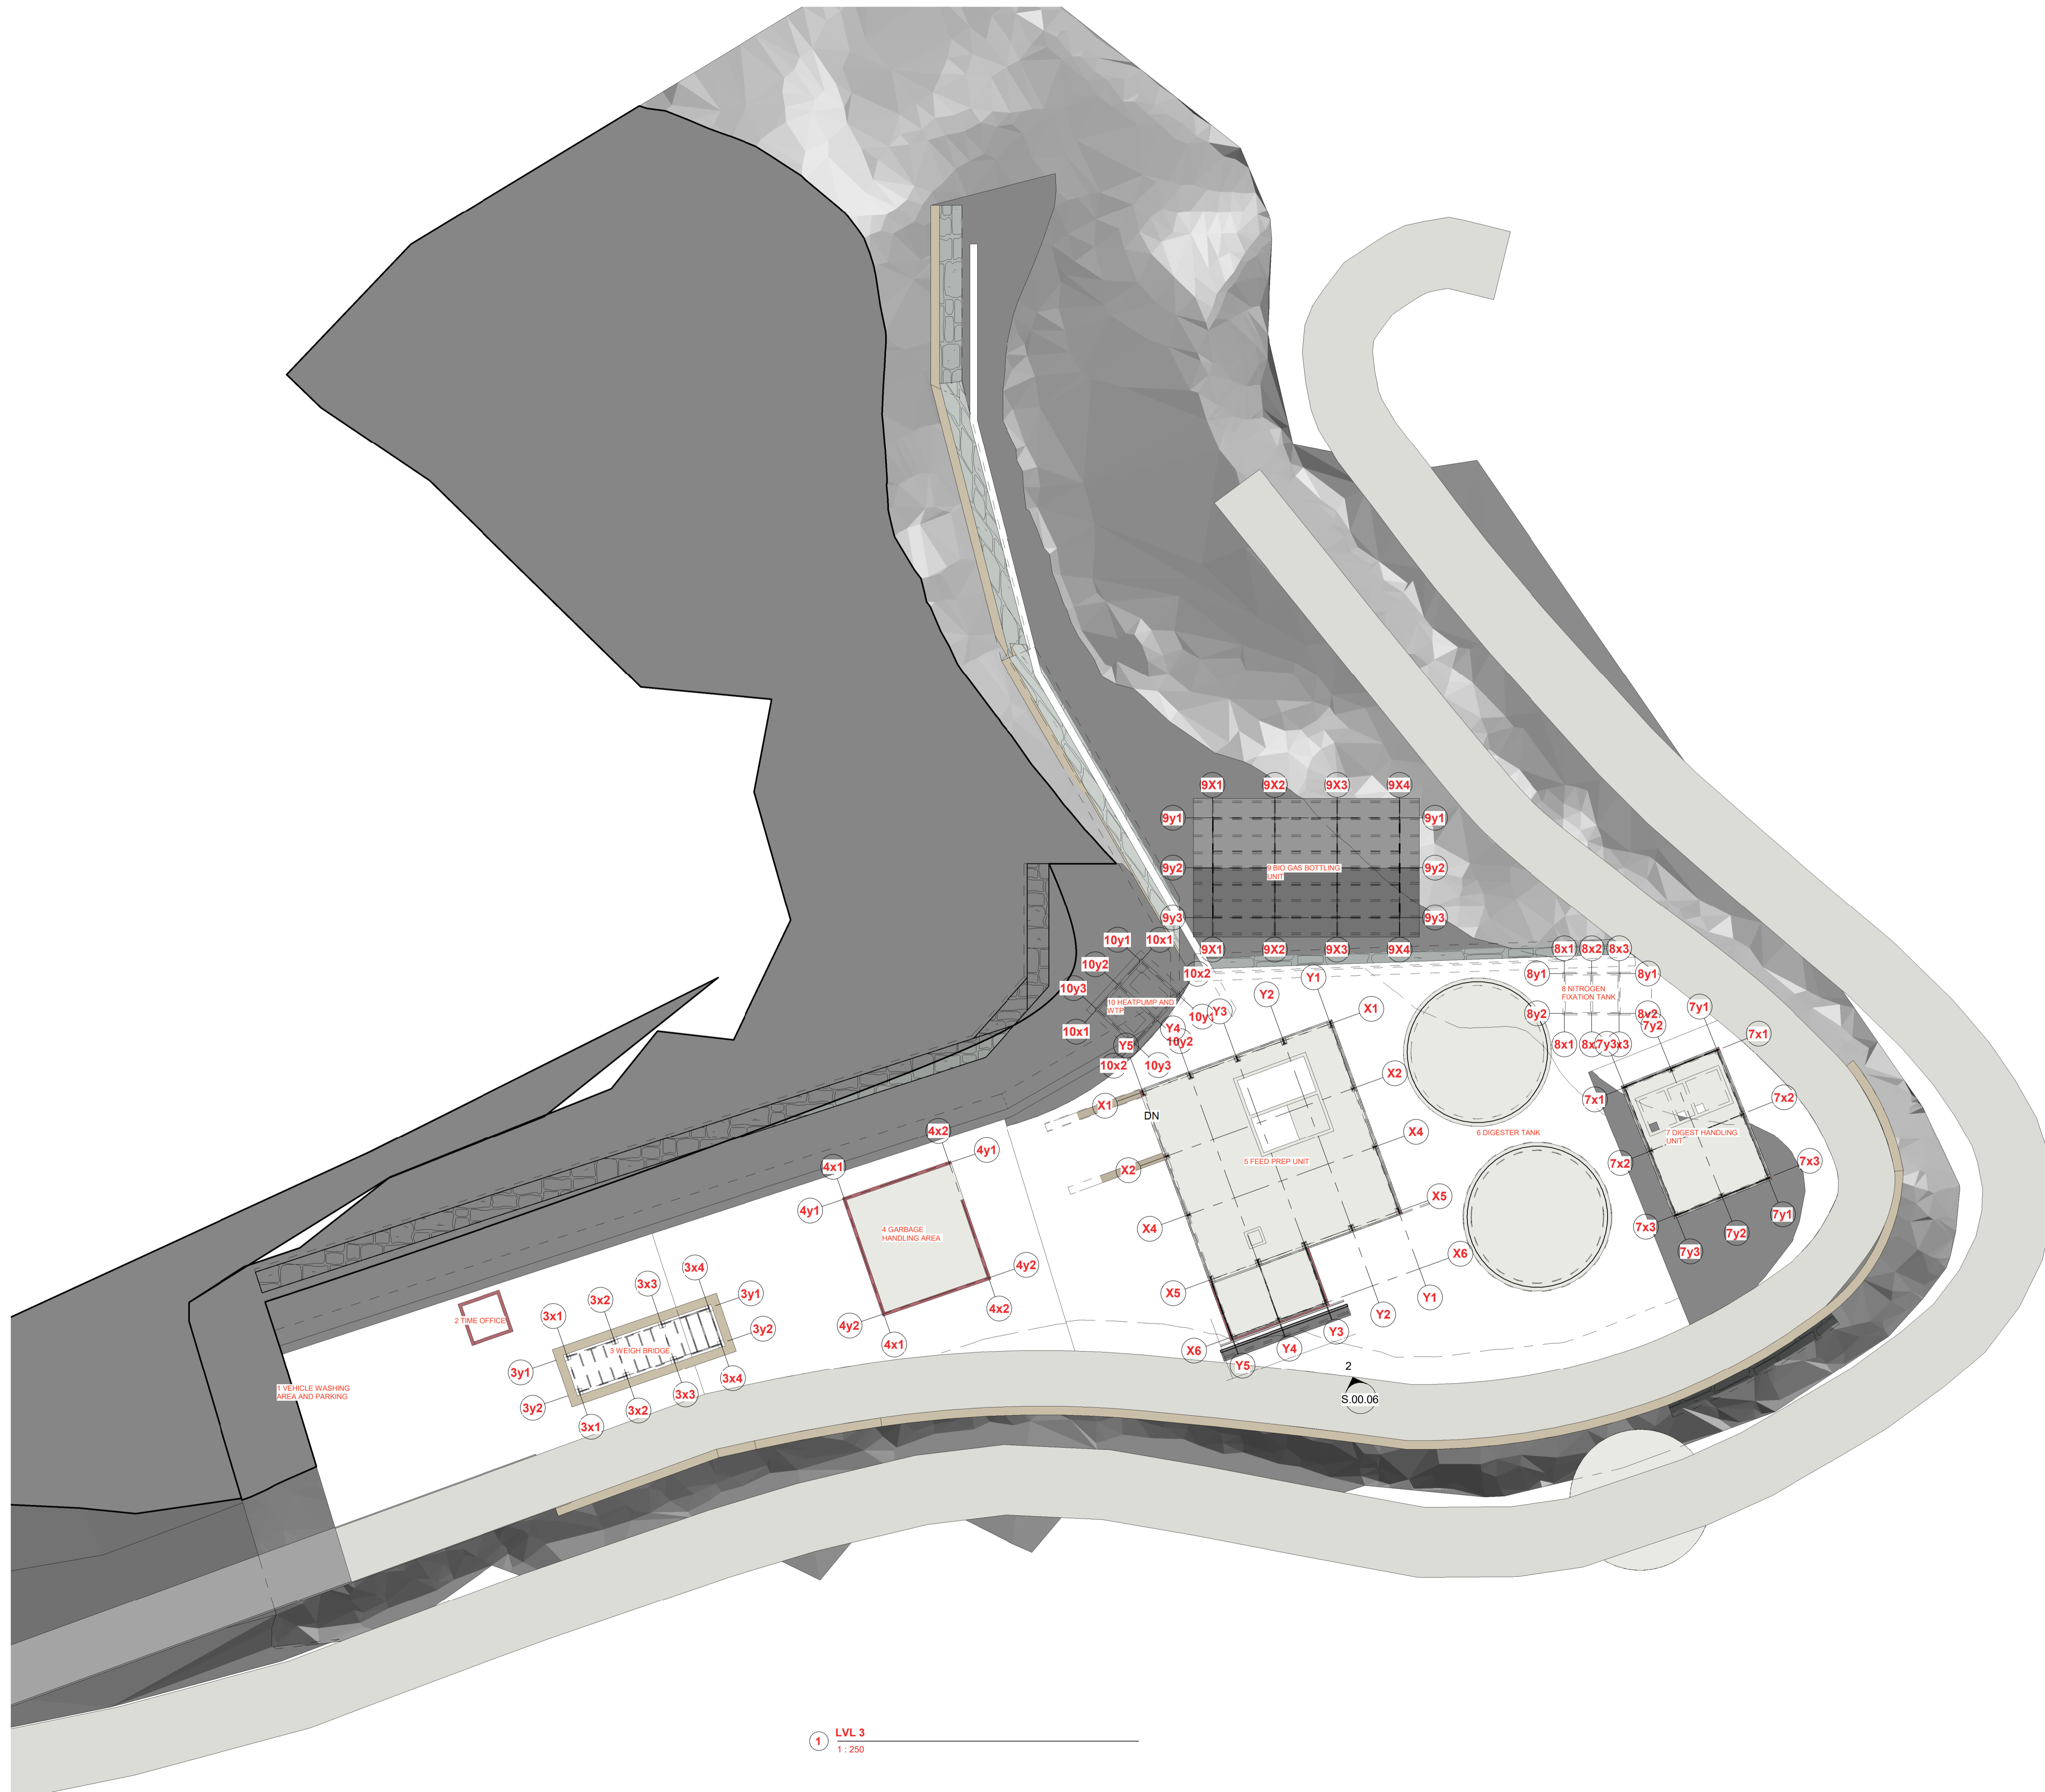 9X1
9X2
9X3
9X4
9y1
9y1
9y2
9 BIO GAS BOTTLING
UNIT
9y2
9y3
9y3
9X1
9X2
9X3
9X4
10y1
10x1
10y2
10y3
10x2
10 HEATPUMP AND
WTP
10x1
10y1
10y2
10x2
10y3
8x1
8x2
8x3
8y1
8y1
8 NITROGEN
FIXATION TANK
8y2
8y2
8x1
8x3
Y1
Y2
Y3
Y4
Y5
X1
X2
X1
DN
X4
X2
5 FEED PREP UNIT
X5
X4
X6
X5
X6
Y1
Y2
Y3
Y4
Y5
6 DIGESTER TANK
7y1
7y2
7y3
7x1
7x1
7x2
7 DIGEST HANDLING
UNIT
7x2
7x3
7x3
7y1
7y2
7y3
4x2
4y1
4x1
4y1
4 GARBAGE
HANDLING AREA
4y2
4x2
4y2
4x1
3x4
3x3
3x2
3x1
3y1
2 TIME OFFICE
3y2
3 WEIGH BRIDGE
3y1
3y2
3x4
3x3
3x2
3x1
1 VEHICLE WASHING
AREA AND PARKING
2
S.00.06
1
LVL 3
1 : 250